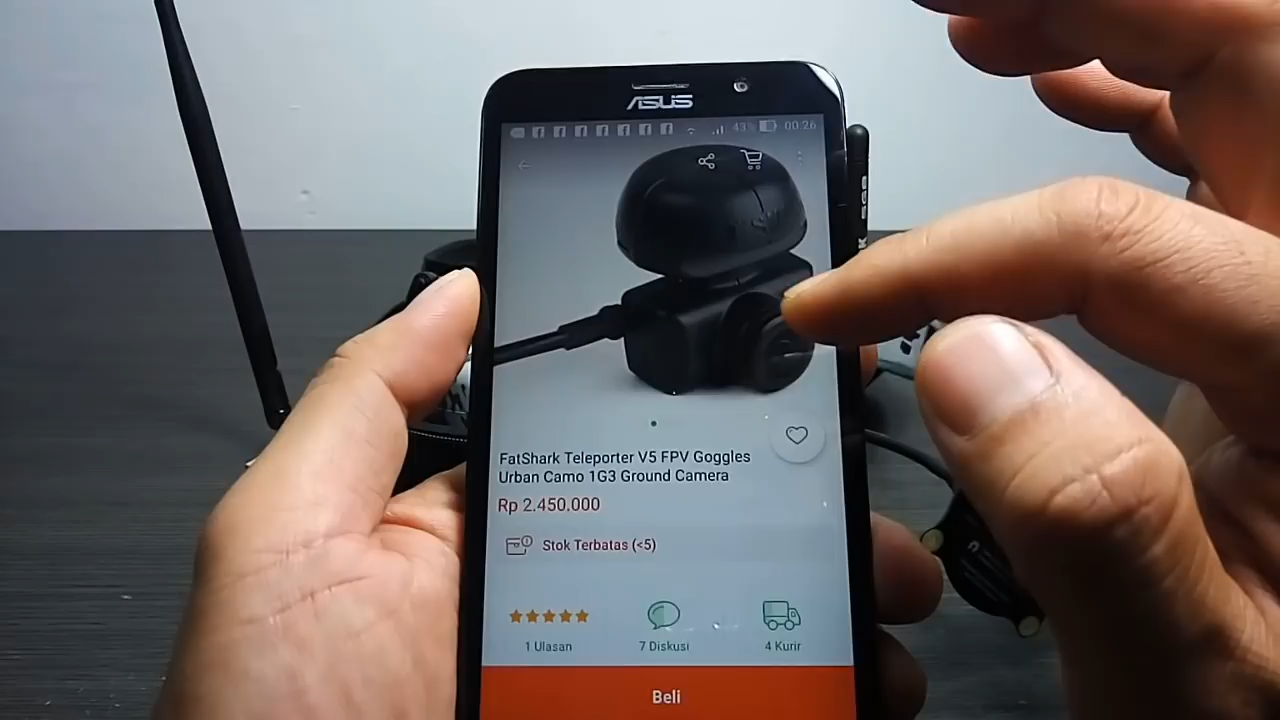 ASUS
43%
00:26
FatShark Teleporter V5 FPV Goggles
Urban Camo 1G3 Ground Camera
Rp 2.450.000
Stok Terbatas (<5)
1 Ulasan
7 Diskusi
4 Kurir
Beli